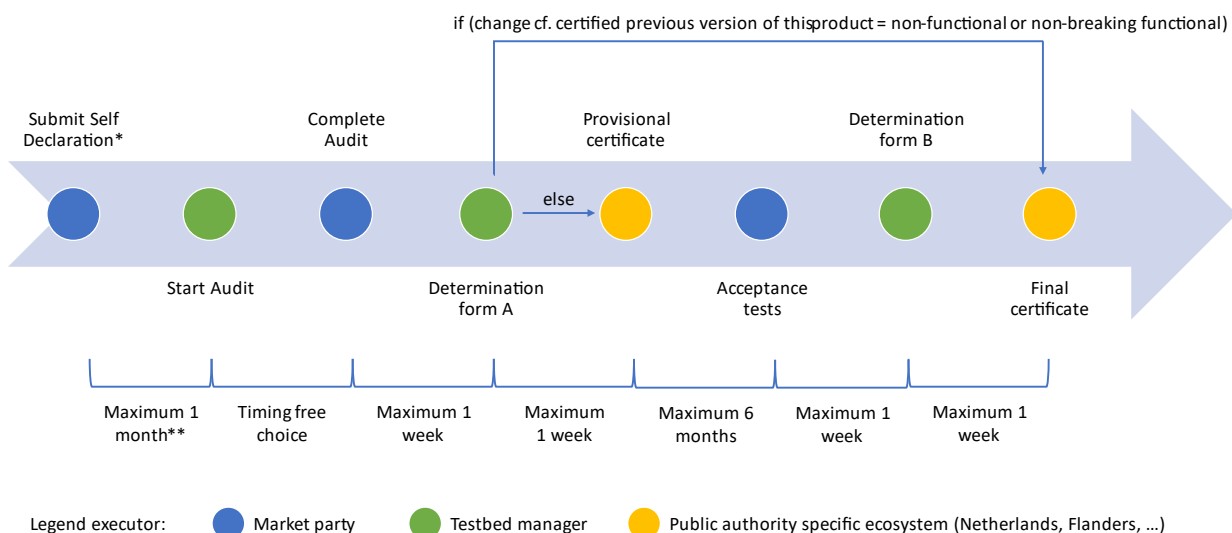 if (change cf. certified previous version of thisproduct = non-functional or non-breaking functional)
Submit Self
Declaration*
Complete
Audit
Provisional
certificate
Determination
form B
else
Start Audit
Determination
form A
Acceptance
tests
Final
certificate
Maximum 1
month**
Timing free
choice
Maximum 1
week
Maximum
1 week
Maximum 6
months
Maximum 1
week
Maximum 1
week
Legend executor:
Market party
Testbed manager
Public authority specific ecosystem (Netherlands, Flanders, ...)